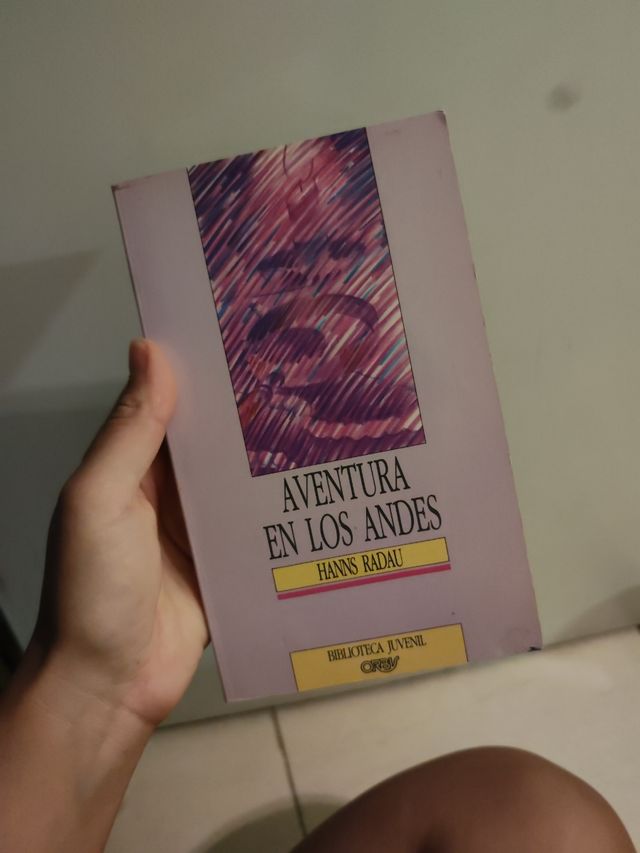 AVENTURA
EN LOS ANDES
HANNS RADAU
BIBLIOTECA JUVENIL
ORBIS